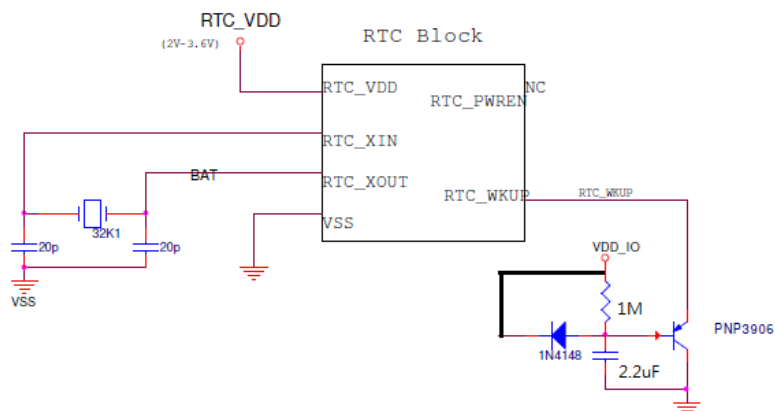 RTC_VDD
RTC Block
(2V-3.6V)
RTC_VDD
NC
RTC_PWREN
RTC_XIN
BAT
RTC_XOUT
RTC_WKUP
RTC_WKUP
VSS
32K1
20p
20p
VSS
VDD_IO
1M
PNP3906
1N4148
2.2uF